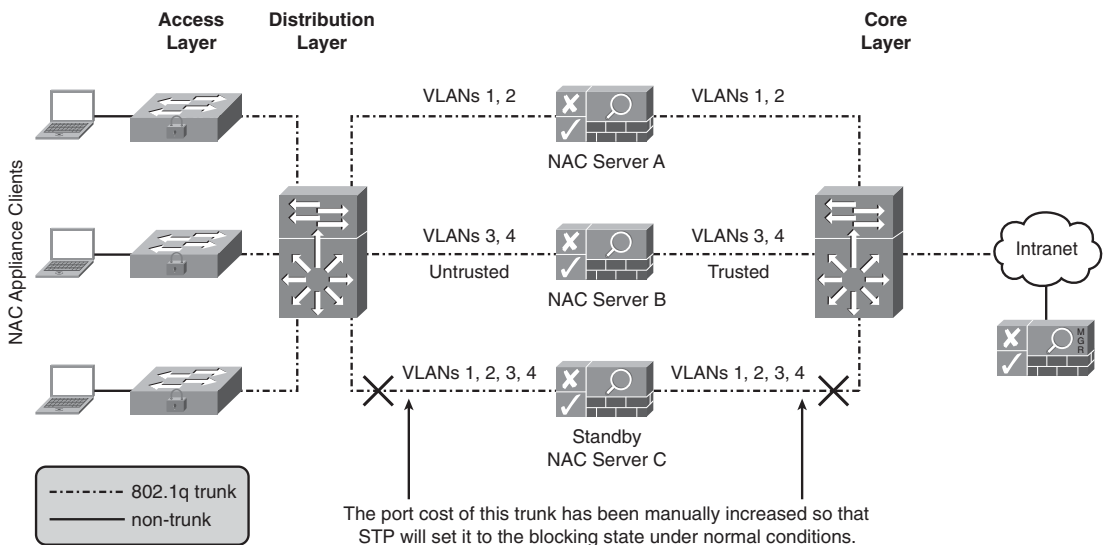 Access
Layer
Distribution
Layer
Core
Layer
NAC Appliance Clients
VLANs 1, 2
VLANs 1, 2
NAC Server A
VLANs 3, 4
Untrusted
VLANs 3, 4
Trusted
NAC Server B
Intranet
M
G
R
VLANs 1, 2, 3, 4
VLANs 1, 2, 3, 4
Standby
NAC Server C
802.1q trunk
non-trunk
The port cost of this trunk has been manually increased so that
STP will set it to the blocking state under normal conditions.